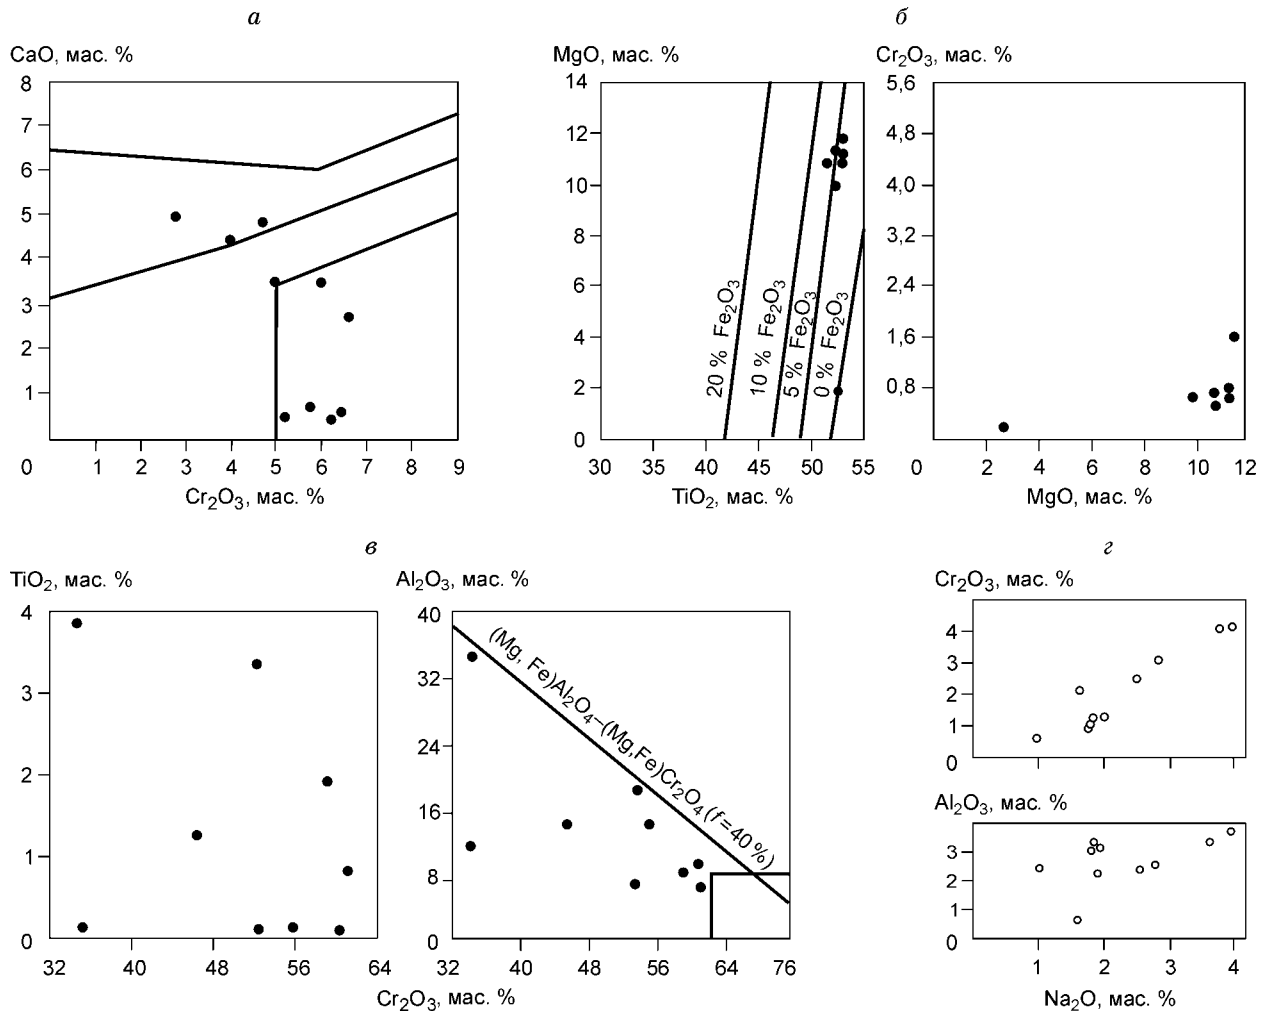 а
CaO, мас. %
8
7
6
5
4
3
2
1
0
1 2 3 4 5 6 7 8 9
Cr₂O₃, мас. %
б
MgO, мас. %
14
12
10
8
6
4
2
0
20 % Fe₂O₃
10 % Fe₂O₃
5 % Fe₂O₃
0 % Fe₂O₃
30 35 40 45 50 55
TiO₂, мас. %
Cr₂O₃, мас. %
5,6
4,8
4,0
3,2
2,4
1,6
0,8
0 2 4 6 8 10 12
MgO, мас. %
в
TiO₂, мас. %
4
3
2
1
0
32 40 48 56 64
Al₂O₃, мас. %
40
32
24
16
8
0
(Mg, Fe)Al₂O₄–(Mg,Fe)Cr₂O₄ (f=40 %)
32 40 48 56 64 70 76
Cr₂O₃, мас. %
г
Cr₂O₃, мас. %
4
3
2
1
0
Al₂O₃, мас. %
3
2
1
0
1 2 3 4
Na₂O, мас. %